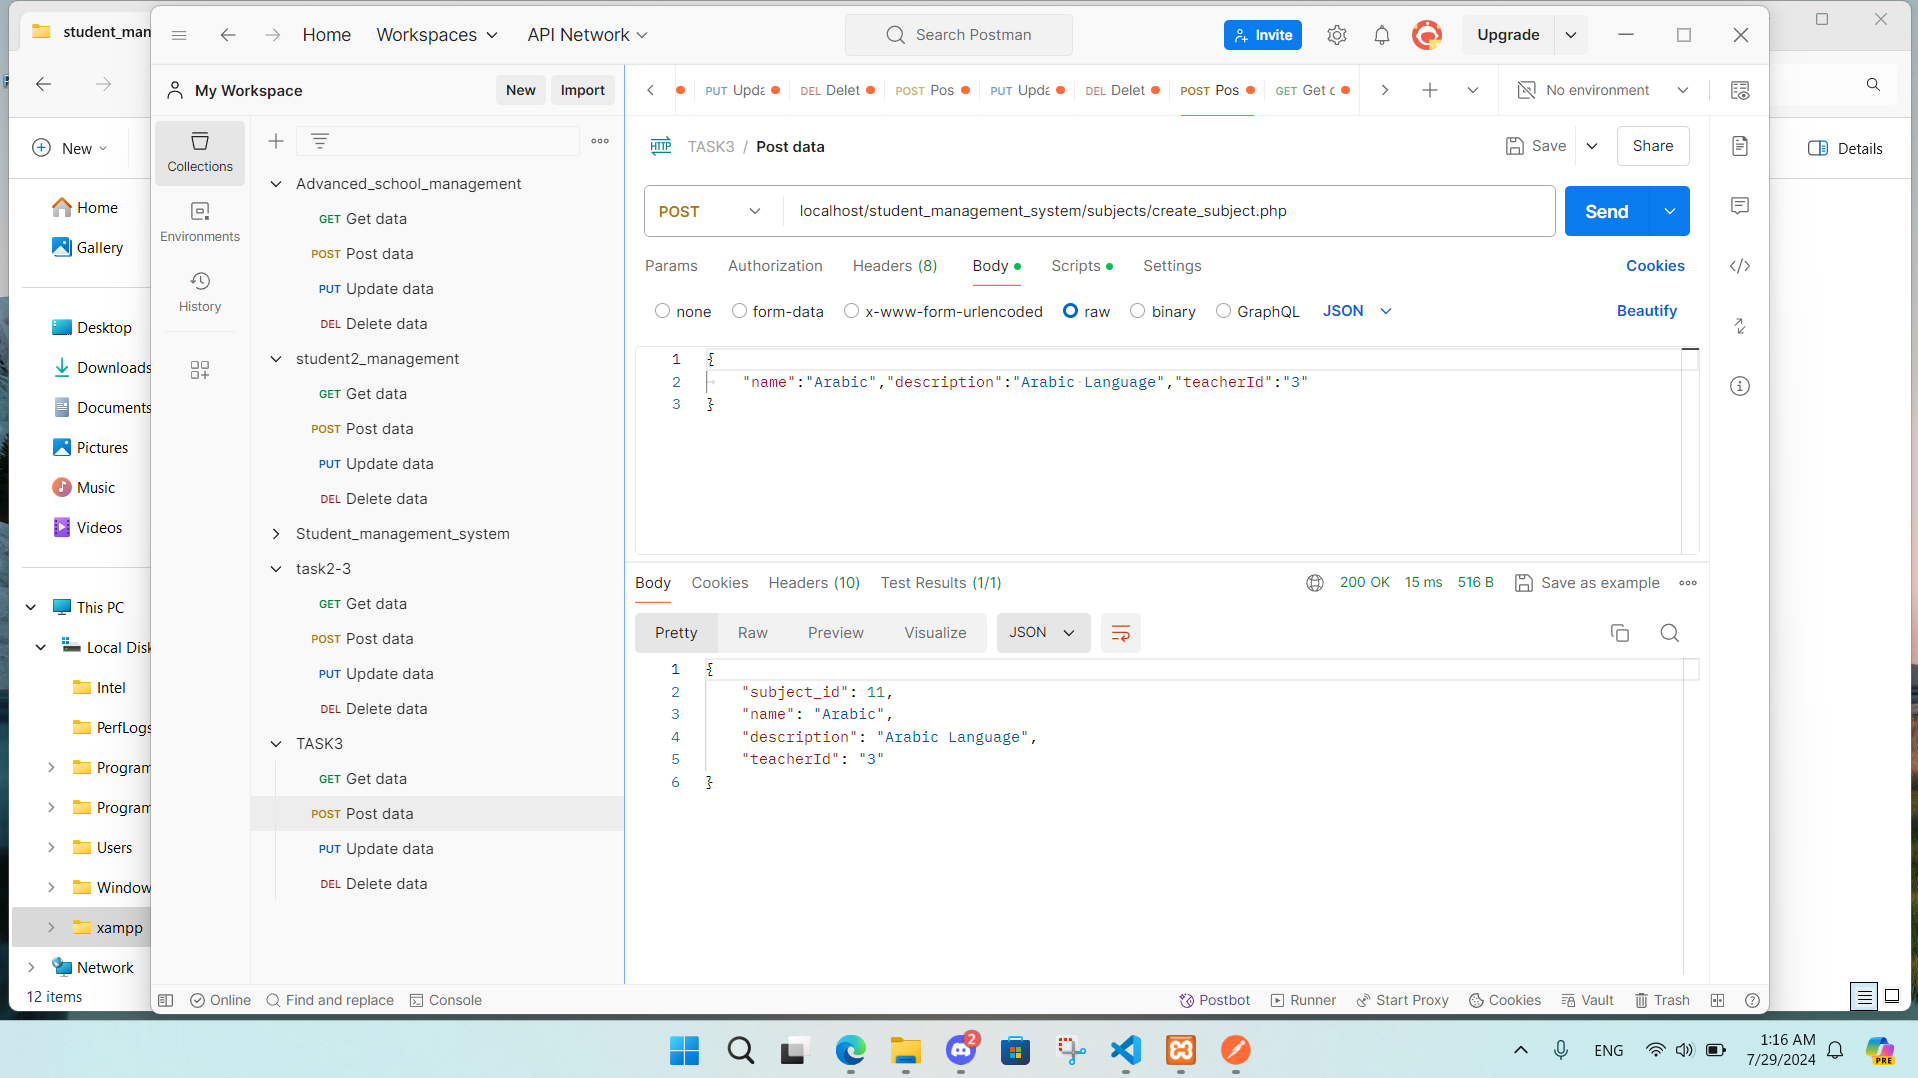 student_man
Home
Workspaces
API Network
Search Postman
Invite
Upgrade
My Workspace
New
Import
PUT Upda
DEL Delet
POST Pos
PUT Upda
DEL Delet
POST Pos
GET Get
No environment
New
Details
Collections
Environments
History
Home
Gallery
Desktop
Downloads
Documents
Pictures
Music
Videos
This PC
Local Disk
Intel
PerfLogs
Program
Program
Users
Window
xampp
Network
12 items
Advanced_school_management
GET Get data
POST Post data
PUT Update data
DEL Delete data
student2_management
GET Get data
POST Post data
PUT Update data
DEL Delete data
Student_management_system
task2-3
GET Get data
POST Post data
PUT Update data
DEL Delete data
TASK3
GET Get data
POST Post data
PUT Update data
DEL Delete data
HTTP TASK3 / Post data
Save
Share
POST localhost/student_management_system/subjects/create_subject.php
Send
Params Authorization Headers (8) Body Scripts Settings
Cookies
none form-data x-www-form-urlencoded raw binary GraphQL JSON
Beautify
1 {
2 "name":"Arabic","description":"Arabic Language","teacherId":"3"
3 }
Body Cookies Headers (10) Test Results (1/1)
200 OK 15 ms 516 B Save as example
Pretty Raw Preview Visualize JSON
1 {
2 "subject_id": 11,
3 "name": "Arabic",
4 "description": "Arabic Language",
5 "teacherId": "3"
6 }
Online Find and replace Console
Postbot Runner Start Proxy Cookies Vault Trash
2
ENG
1:16 AM
7/29/2024
PRE